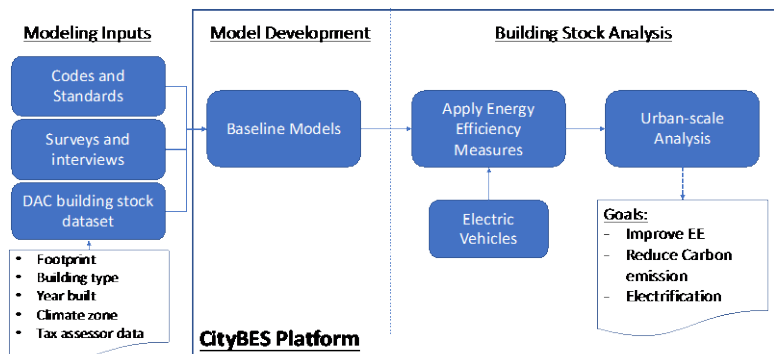 Modeling Inputs
Model Development
Building Stock Analysis
Codes and
Standards
Surveys and
interviews
DAC building stock
dataset
• Footprint
• Building type
• Year built
• Climate zone
• Tax assessor data
Baseline Models
Apply Energy
Efficiency
Measures
Electric
Vehicles
Urban-scale
Analysis
Goals:
- Improve EE
- Reduce Carbon
emission
- Electrification
CityBES Platform